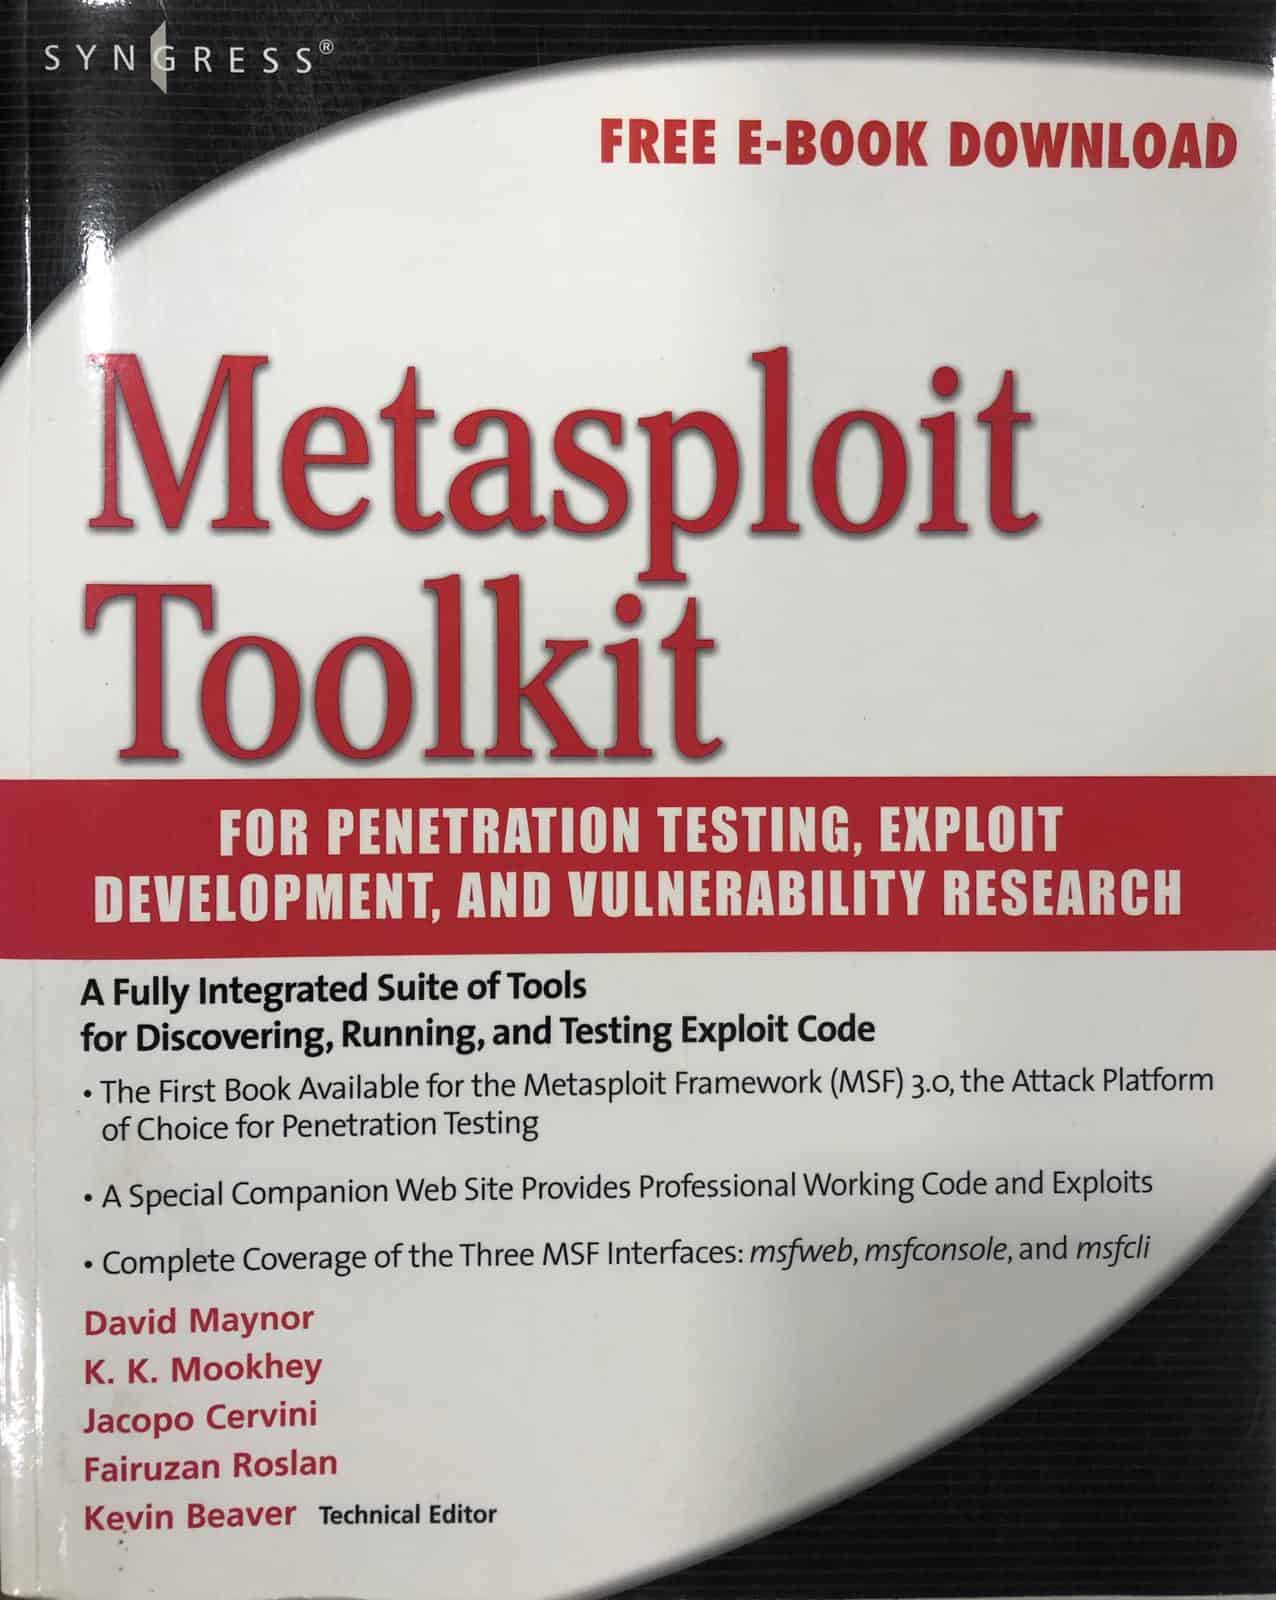 SYNGRESS®
FREE E-BOOK DOWNLOAD
Metasploit
Toolkit
FOR PENETRATION TESTING, EXPLOIT
DEVELOPMENT, AND VULNERABILITY RESEARCH
A Fully Integrated Suite of Tools
for Discovering, Running, and Testing Exploit Code
• The First Book Available for the Metasploit Framework (MSF) 3.0, the Attack Platform
of Choice for Penetration Testing
• A Special Companion Web Site Provides Professional Working Code and Exploits
• Complete Coverage of the Three MSF Interfaces: msfweb, msfconsole, and msfcli
David Maynor
K. K. Mookhey
Jacopo Cervini
Fairuzan Roslan
Kevin Beaver Technical Editor